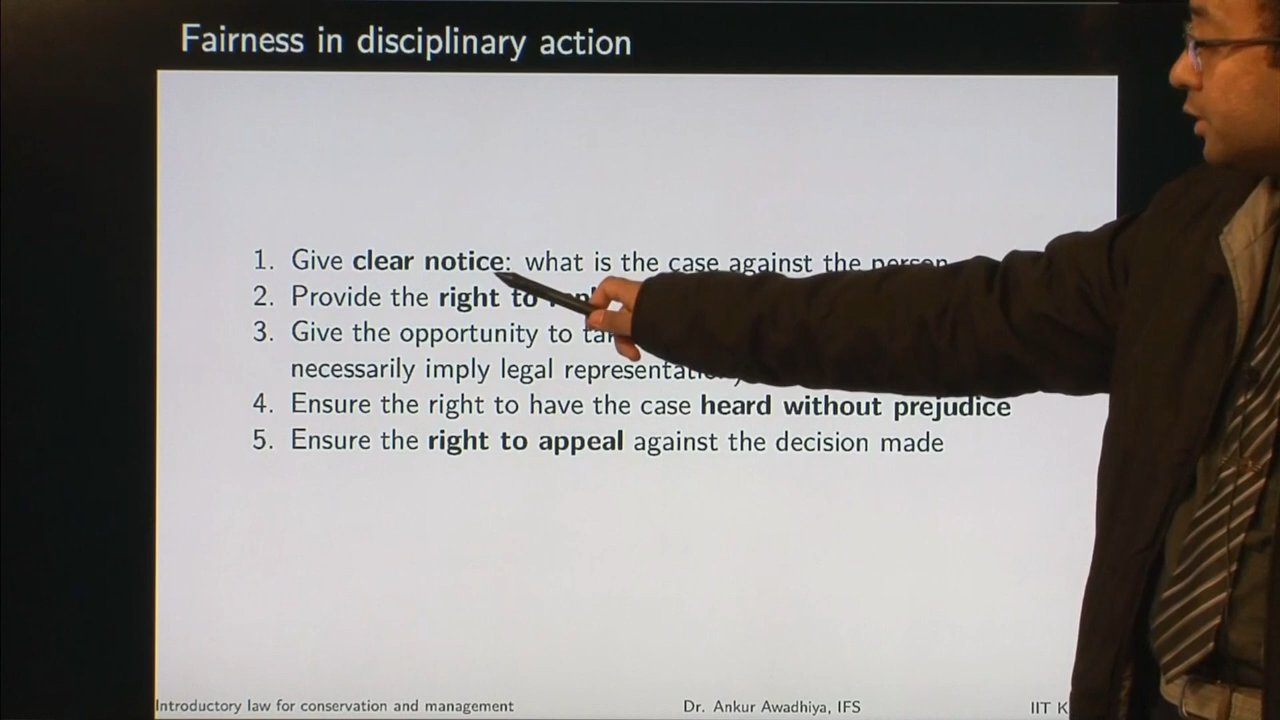 Fairness in disciplinary action
1. Give clear notice: what is the case against the person
2. Provide the right to
3. Give the opportunity to
necessarily imply legal
4. Ensure the right to have the case heard without prejudice
5. Ensure the right to appeal against the decision made
Introductory law for conservation and management Dr. Ankur Awadhiya, IFS IIT K